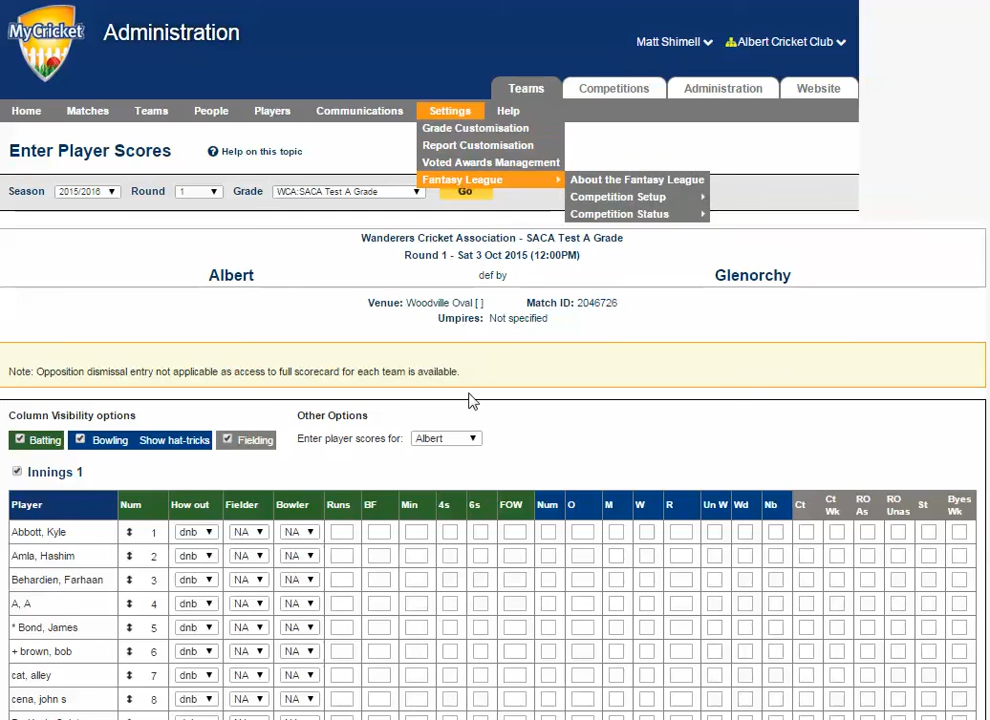 MyCricket
Administration
Matt Shimell
Albert Cricket Club
Teams Competitions Administration Website
Home Matches Teams People Players Communications Settings Help
Grade Customisation
Report Customisation
Voted Awards Management
Fantasy League
About the Fantasy League
Competition Setup
Competition Status
Enter Player Scores
Help on this topic
Season 2015/2016 Round 1 Grade WCA:SACA Test A Grade Go
Wanderers Cricket Association - SACA Test A Grade
Round 1 - Sat 3 Oct 2015 (12:00PM)
Albert def by Glenorchy
Venue: Woodville Oval [ ] Match ID: 2046726
Umpires: Not specified
Note: Opposition dismissal entry not applicable as access to full scorecard for each team is available.
Column Visibility options Other Options
Batting Bowling Show hat-tricks Fielding Enter player scores for: Albert
Innings 1
Player Num How out Fielder Bowler Runs BF Min 4s 6s FOW Num O M W R Un W Wd Nb Ct Ct Wk RO As RO Unas St Byes Wk
Abbott, Kyle 1 dnb NA NA
Amla, Hashim 2 dnb NA NA
Behardien, Farhaan 3 dnb NA NA
A, A 4 dnb NA NA
* Bond, James 5 dnb NA NA
+ brown, bob 6 dnb NA NA
cat, alley 7 dnb NA NA
cena, john s 8 dnb NA NA